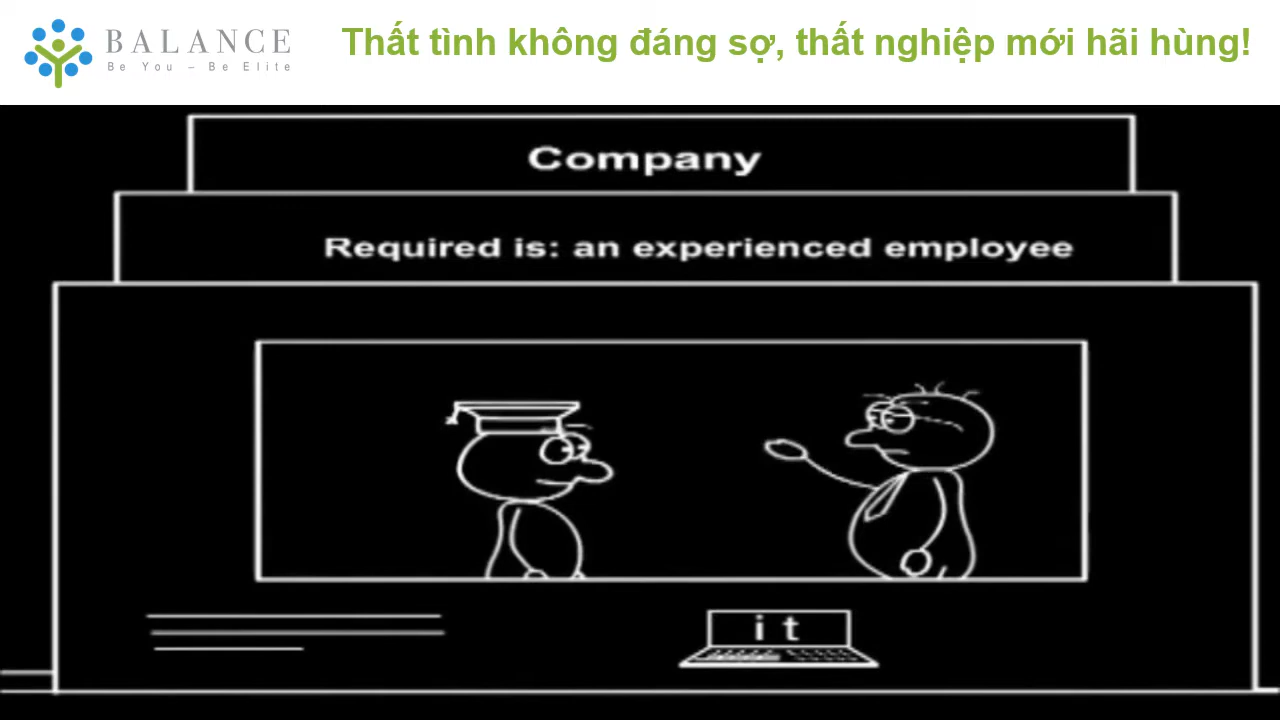 BALANCE
Be You – Be Elite
Thất tình không đáng sợ, thất nghiệp mới hãi hùng!
Company
Required is: an experienced employee
i t